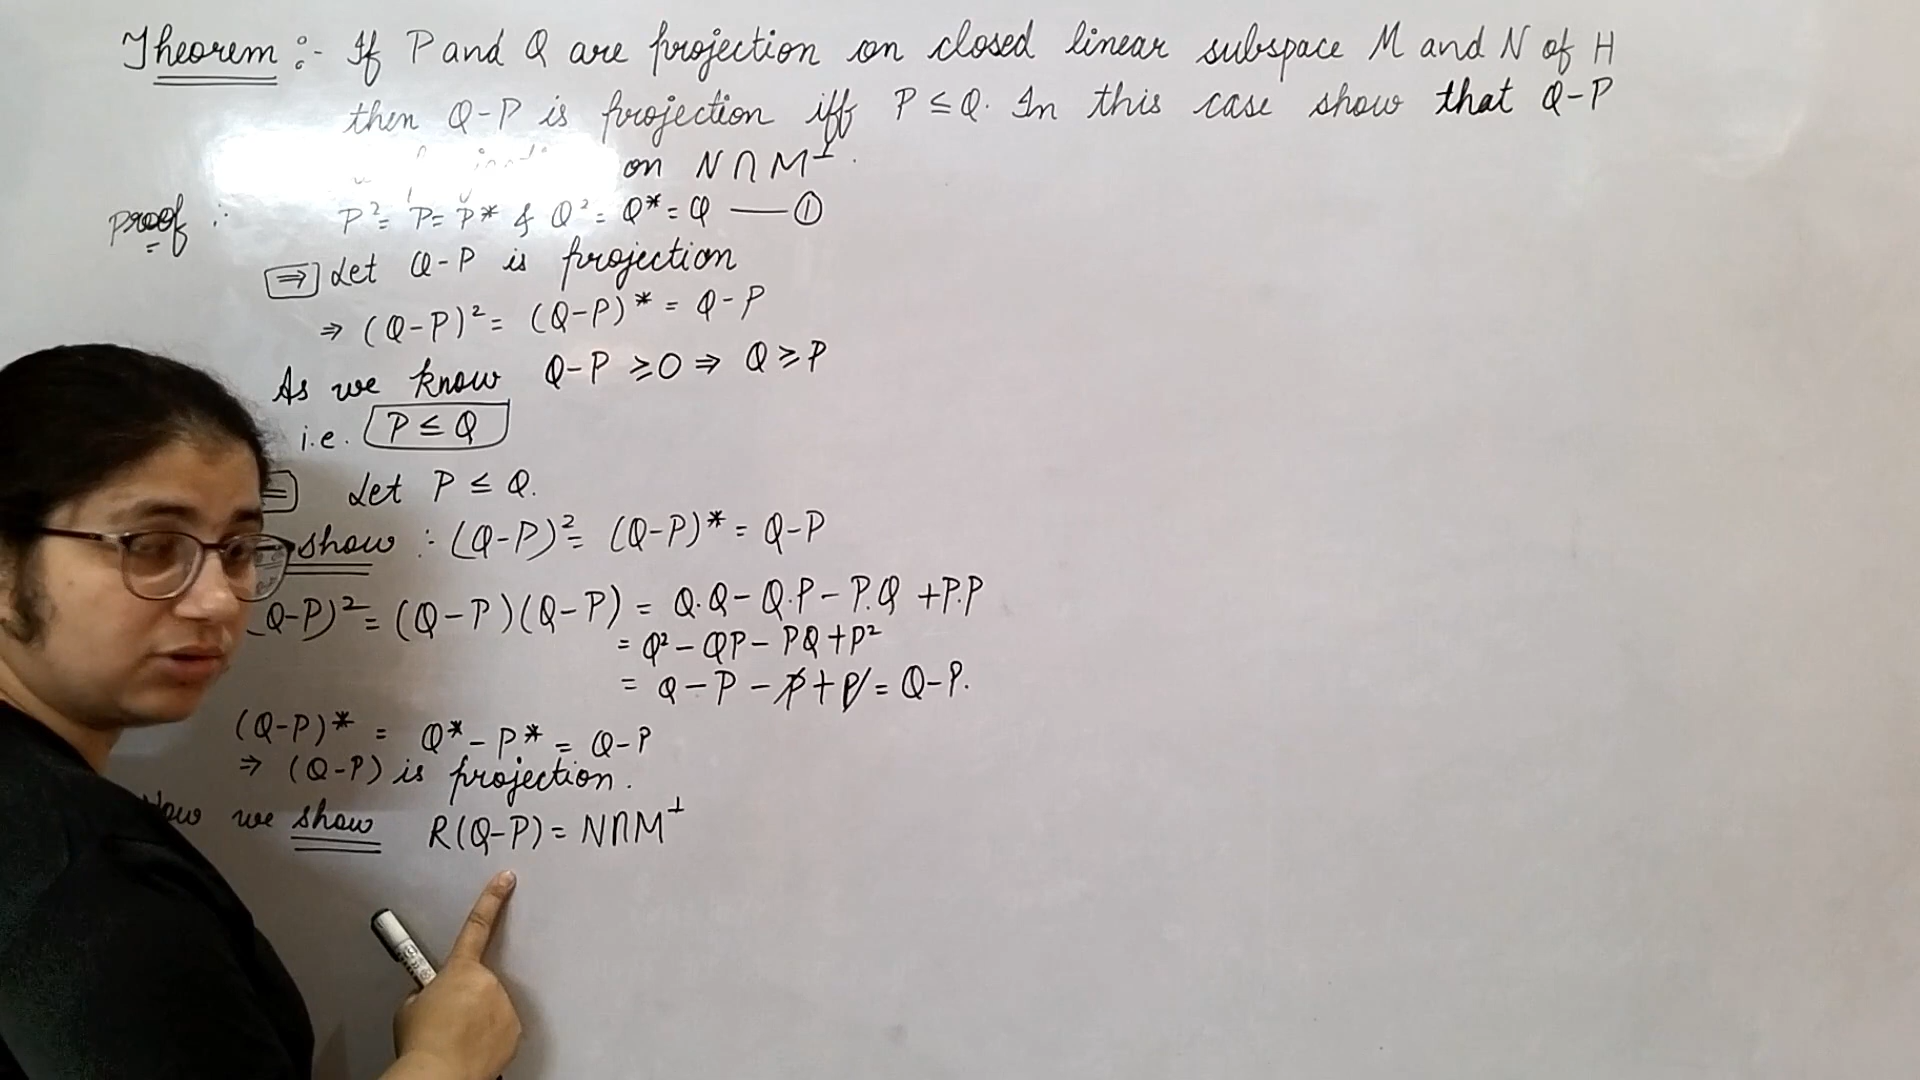 Theorem :- If P and Q are projection on closed linear subspace M and N of H
then Q-P is projection iff P ≤ Q. In this case show that Q-P
on N ∩ M⊥.
Proof : P² = P = P* & Q² = Q* = Q —— ①
⇒ Let Q-P is projection
⇒ (Q-P)² = (Q-P)* = Q-P
As we know Q-P ≥ 0 ⇒ Q ≥ P
i.e. P ≤ Q
Let P ≤ Q.
show : (Q-P)² = (Q-P)* = Q-P
(Q-P)² = (Q-P)(Q-P) = Q.Q - Q.P - P.Q + P.P
= Q² - QP - PQ + P²
= Q - P - P + P = Q-P.
(Q-P)* = Q* - P* = Q-P
⇒ (Q-P) is projection.
Now we show R(Q-P) = N∩M⊥